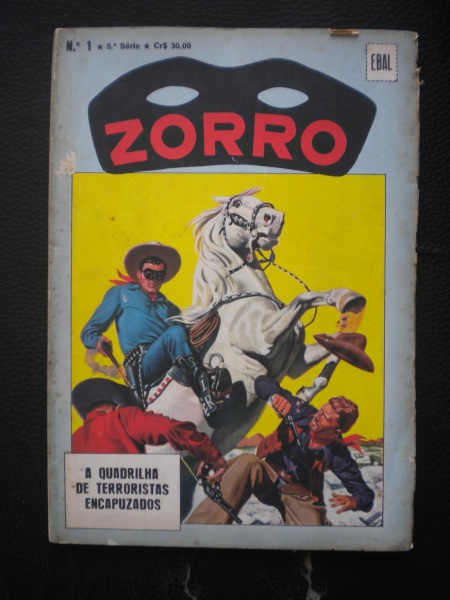 N.º 1 ★ 5.ª Série ★ Cr$ 30,00
EBAL
ZORRO
A QUADRILHA
DE TERRORISTAS
ENCAPUZADOS